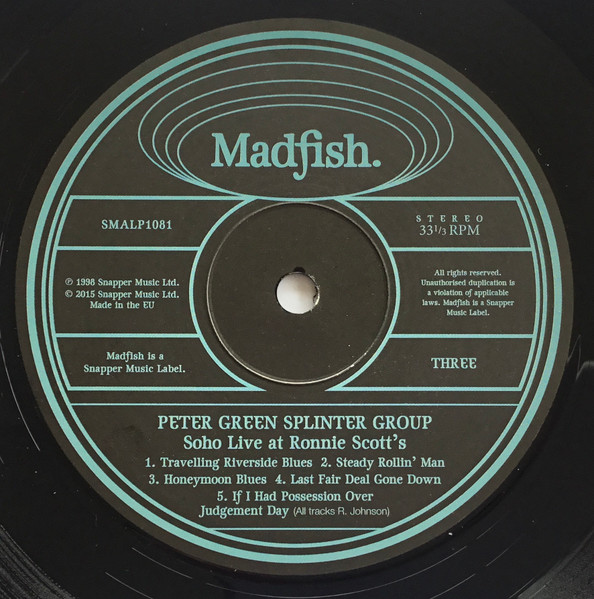 Madfish.
SMALP1081
STEREO
33 1/3 RPM
℗ 1998 Snapper Music Ltd.
© 2015 Snapper Music Ltd.
Made in the EU
All rights reserved.
Unauthorised duplication is
a violation of applicable
laws. Madfish is a Snapper
Music Label.
Madfish is a
Snapper Music Label.
THREE
PETER GREEN SPLINTER GROUP
Soho Live at Ronnie Scott's
1. Travelling Riverside Blues 2. Steady Rollin' Man
3. Honeymoon Blues 4. Last Fair Deal Gone Down
5. If I Had Possession Over
Judgement Day (All tracks R. Johnson)